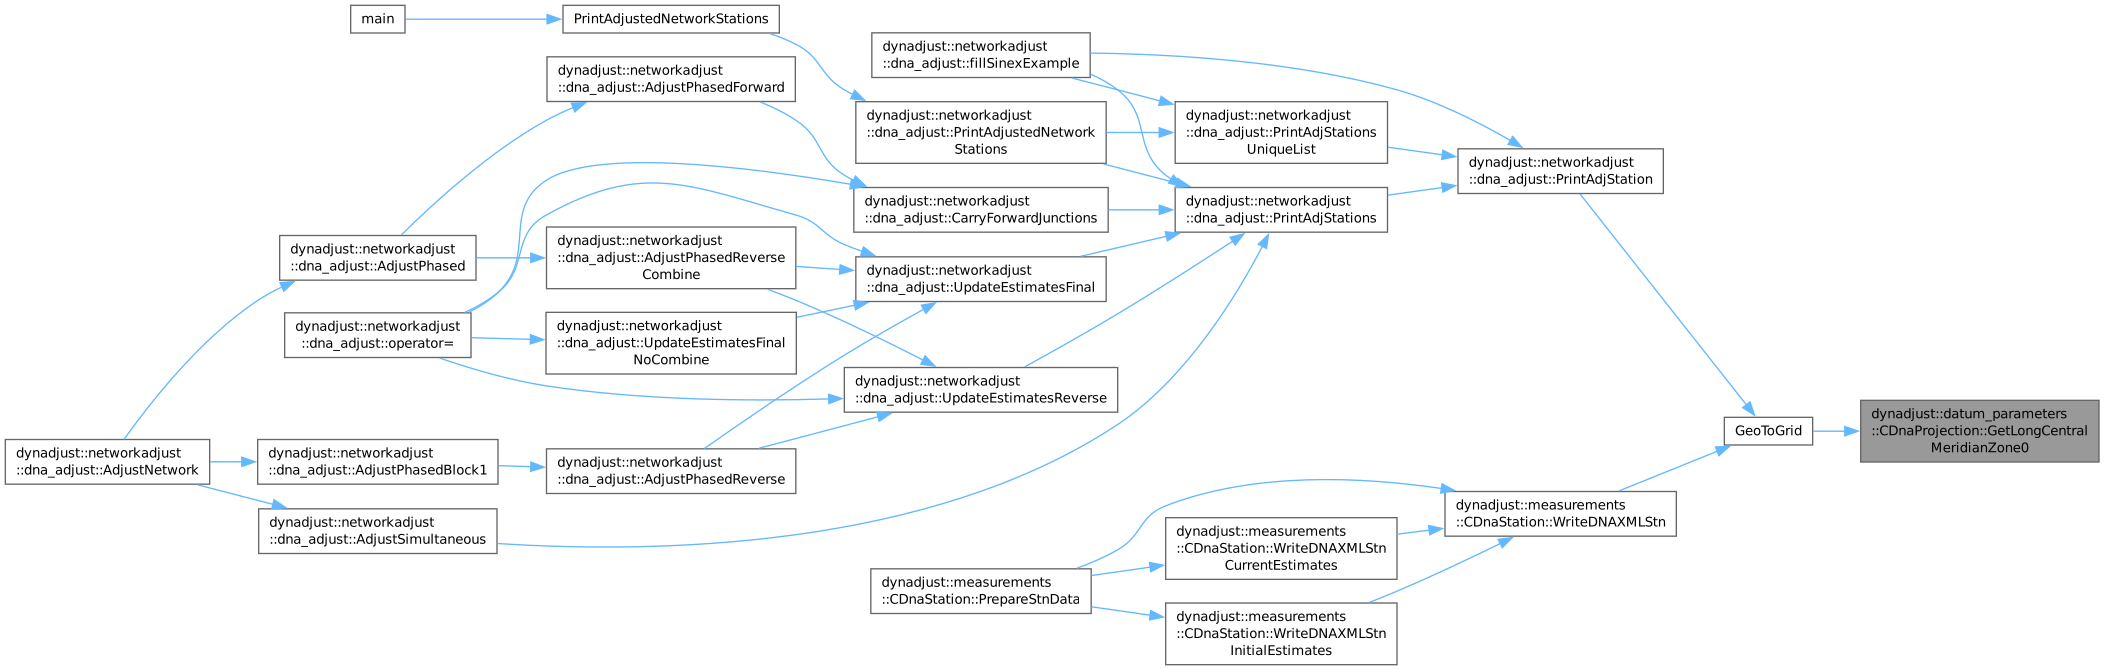 main
PrintAdjustedNetworkStations
dynadjust::networkadjust
::dna_adjust::fillSinexExample
dynadjust::networkadjust
::dna_adjust::AdjustPhasedForward
dynadjust::networkadjust
::dna_adjust::PrintAdjustedNetwork
Stations
dynadjust::networkadjust
::dna_adjust::PrintAdjStations
UniqueList
dynadjust::networkadjust
::dna_adjust::PrintAdjStation
dynadjust::networkadjust
::dna_adjust::CarryForwardJunctions
dynadjust::networkadjust
::dna_adjust::PrintAdjStations
dynadjust::networkadjust
::dna_adjust::AdjustPhased
dynadjust::networkadjust
::dna_adjust::AdjustPhasedReverse
Combine
dynadjust::networkadjust
::dna_adjust::UpdateEstimatesFinal
dynadjust::networkadjust
::dna_adjust::operator=
dynadjust::networkadjust
::dna_adjust::UpdateEstimatesFinal
NoCombine
dynadjust::networkadjust
::dna_adjust::UpdateEstimatesReverse
GeoToGrid
dynadjust::datum_parameters
::CDnaProjection::GetLongCentral
MeridianZone0
dynadjust::networkadjust
::dna_adjust::AdjustNetwork
dynadjust::networkadjust
::dna_adjust::AdjustPhasedBlock1
dynadjust::networkadjust
::dna_adjust::AdjustPhasedReverse
dynadjust::networkadjust
::dna_adjust::AdjustSimultaneous
dynadjust::measurements
::CDnaStation::WriteDNAXMLStn
dynadjust::measurements
::CDnaStation::WriteDNAXMLStn
CurrentEstimates
dynadjust::measurements
::CDnaStation::PrepareStnData
dynadjust::measurements
::CDnaStation::WriteDNAXMLStn
InitialEstimates